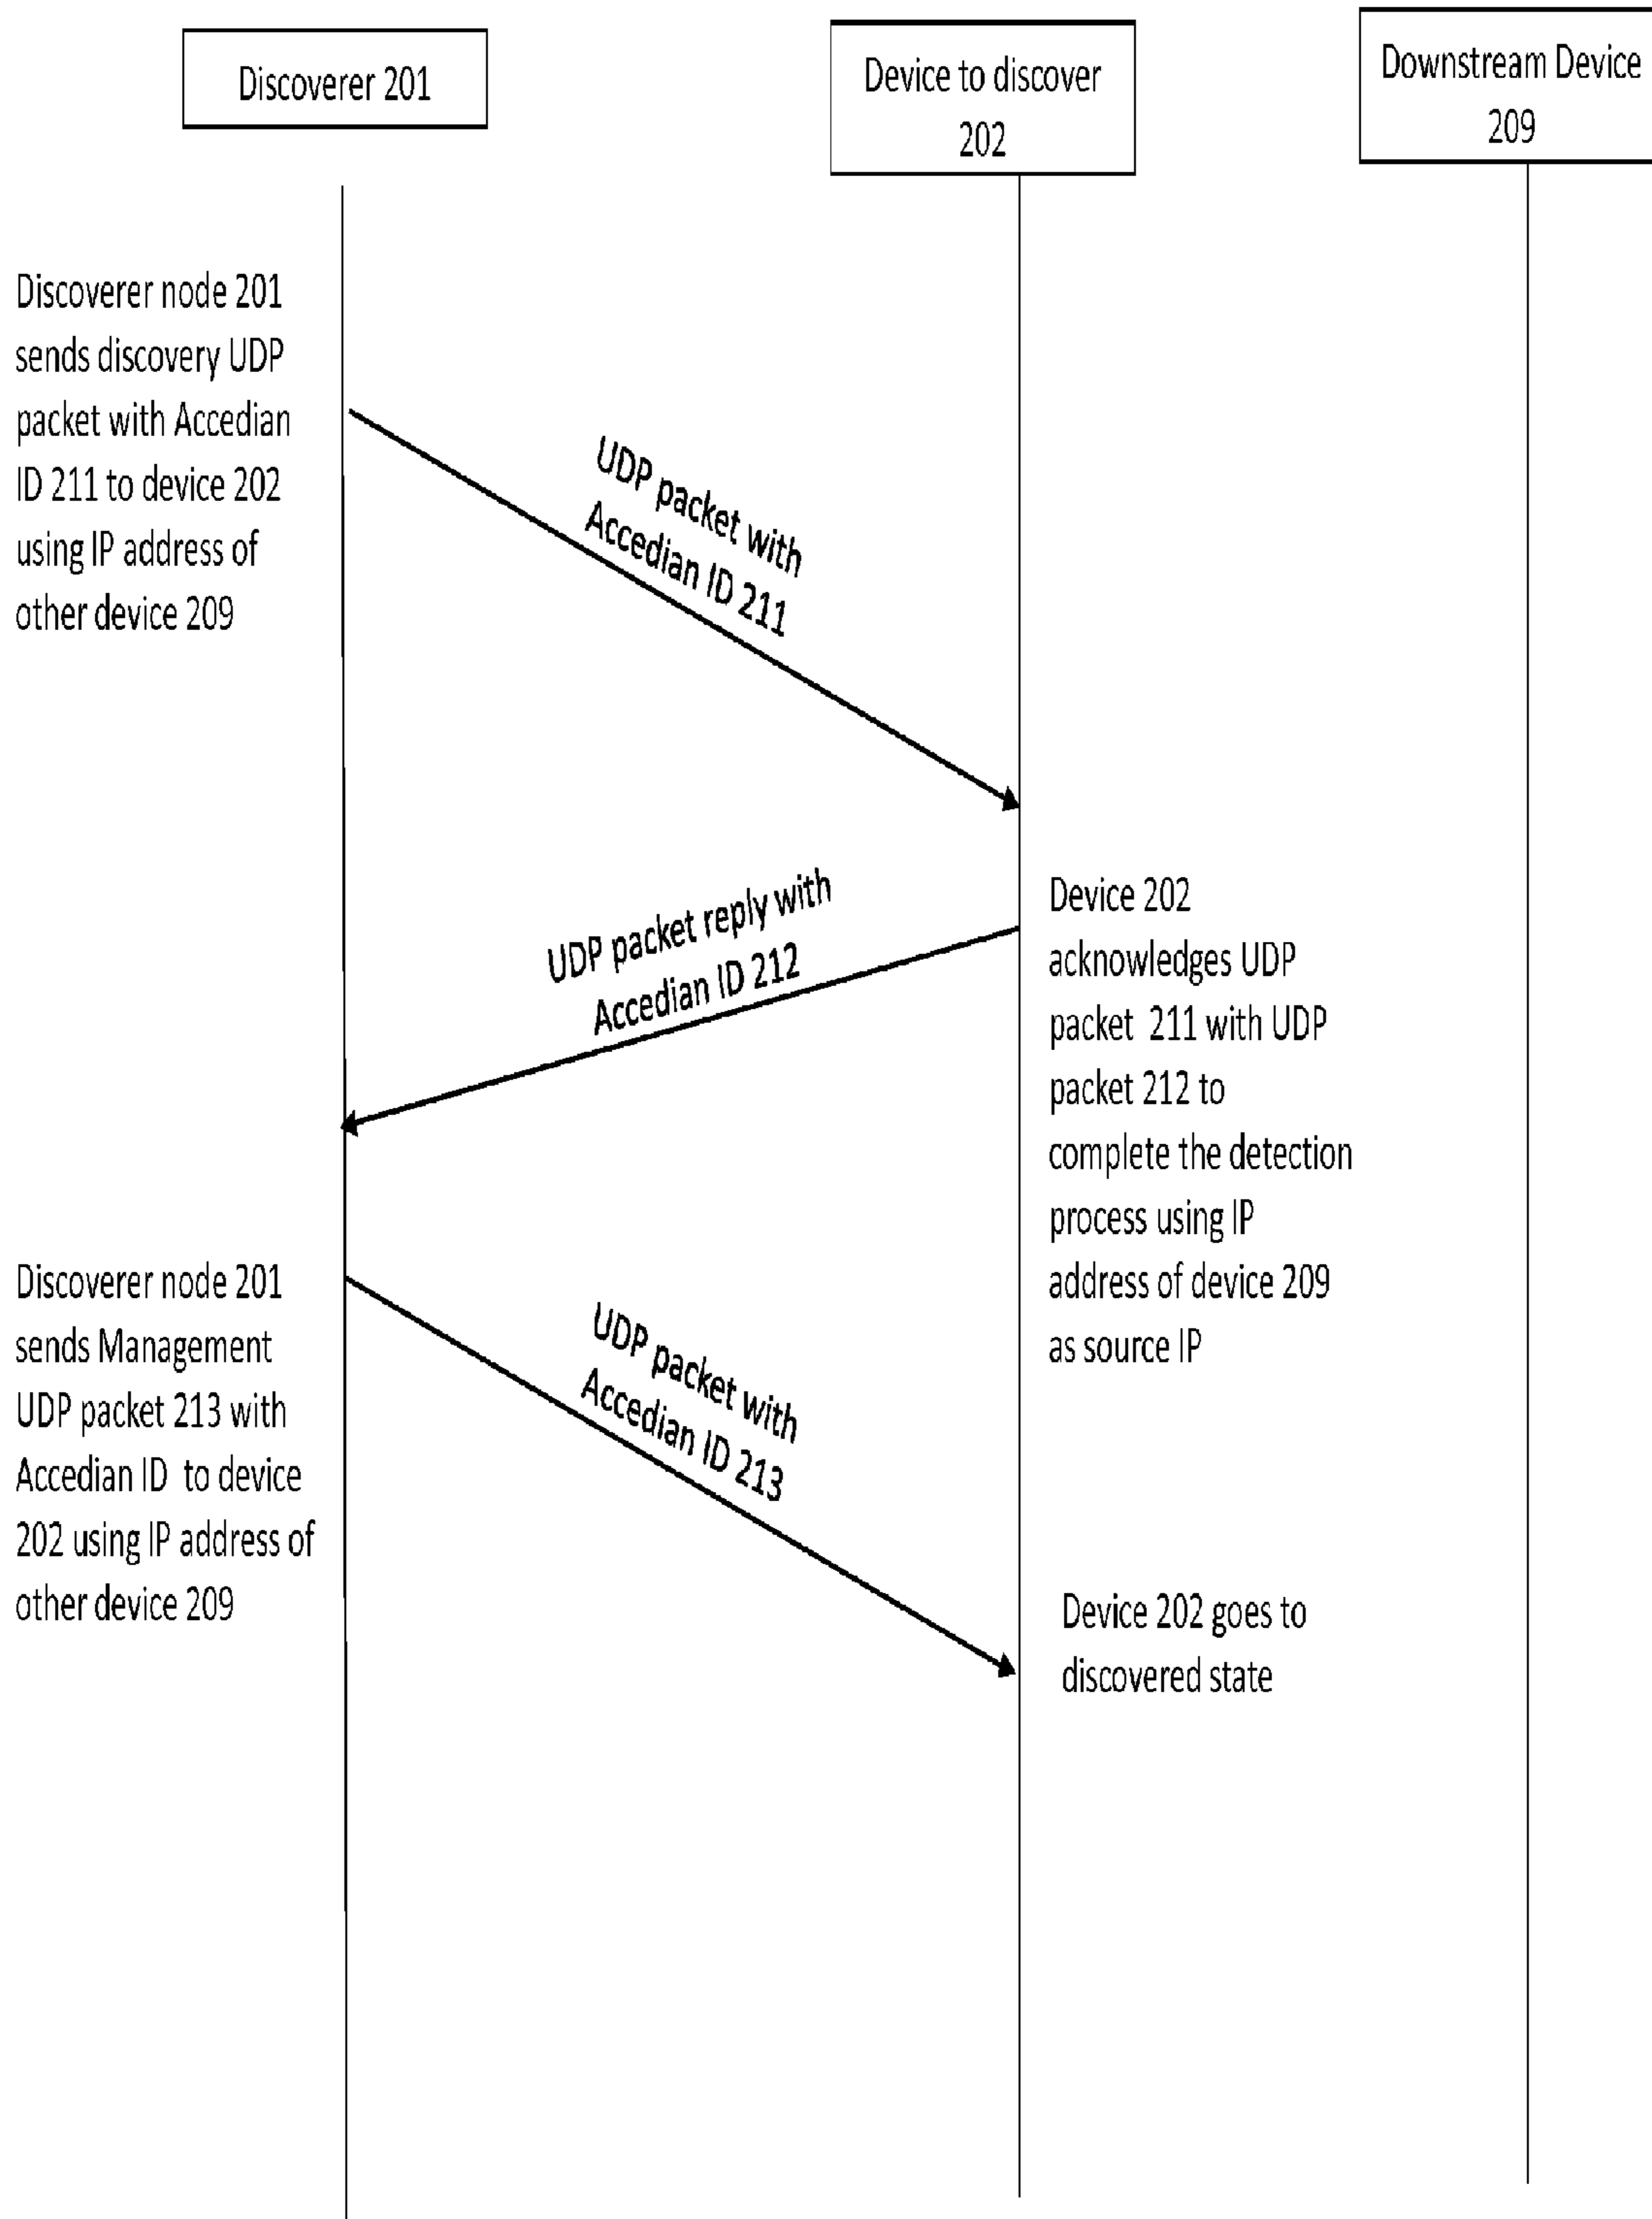 Discoverer 201
Device to discover
202
Downstream Device
209
Discoverer node 201
sends discovery UDP
packet with Accedian
ID 211 to device 202
using IP address of
other device 209
UDP packet with
Accedian ID 211
UDP packet reply with
Accedian ID 212
Device 202
acknowledges UDP
packet 211 with UDP
packet 212 to
complete the detection
process using IP
address of device 209
as source IP
Discoverer node 201
sends Management
UDP packet 213 with
Accedian ID to device
202 using IP address of
other device 209
UDP packet with
Accedian ID 213
Device 202 goes to
discovered state